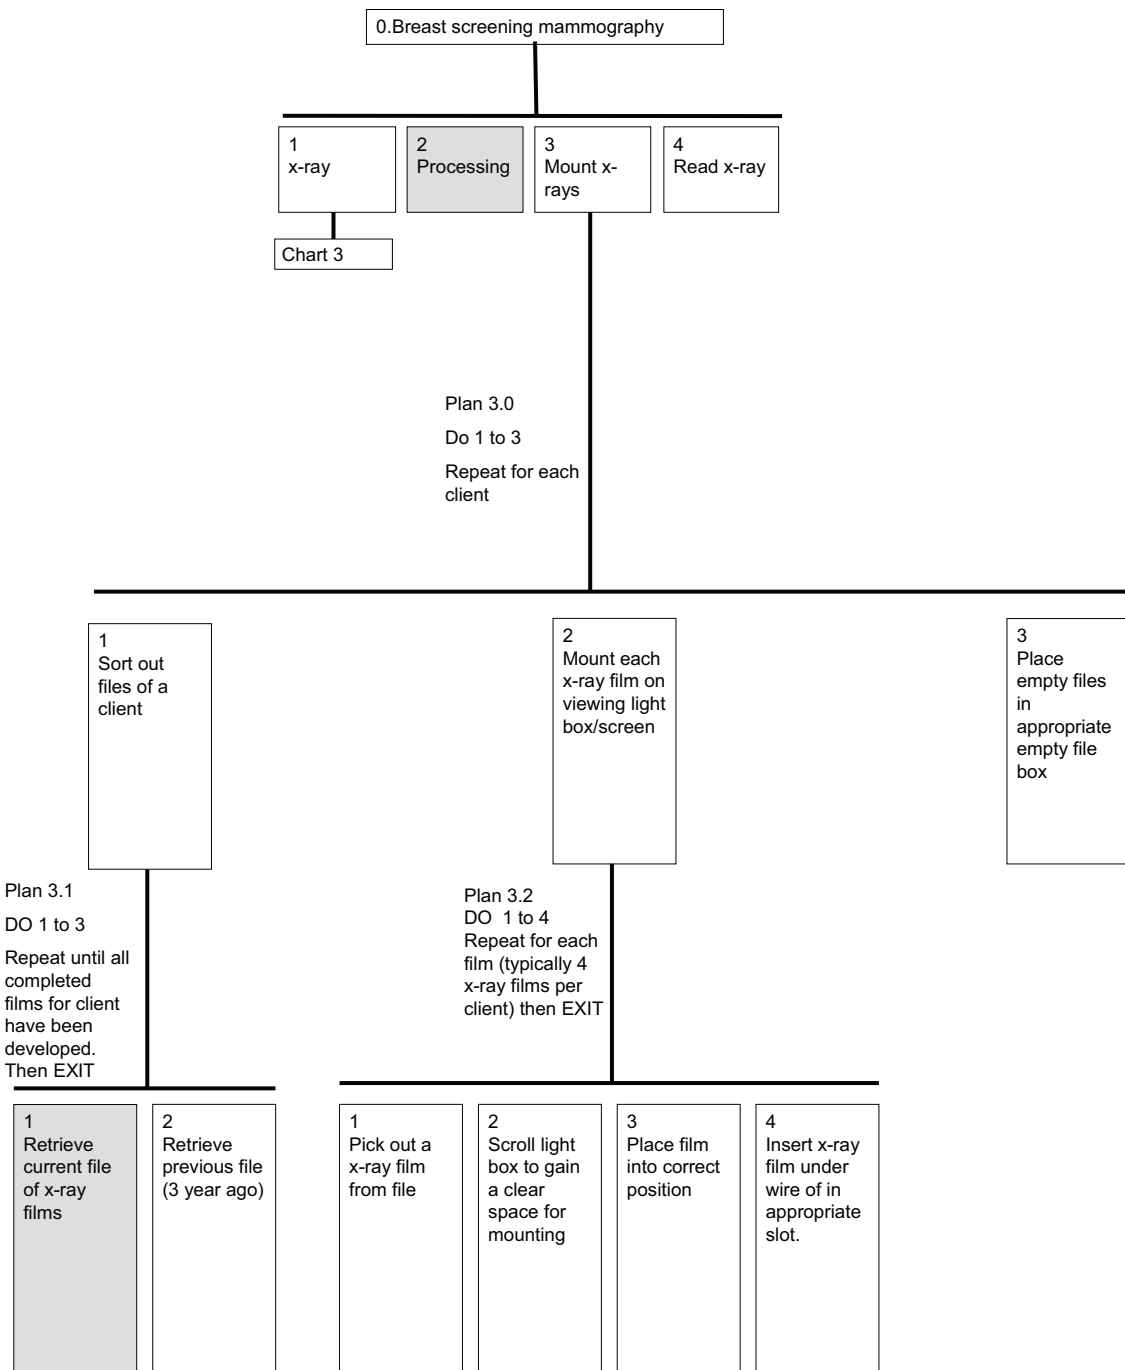 0.Breast screening mammography
1
x-ray
2
Processing
3
Mount x-
rays
4
Read x-ray
Chart 3
Plan 3.0
Do 1 to 3
Repeat for each
client
1
Sort out
files of a
client
2
Mount each
x-ray film on
viewing light
box/screen
3
Place
empty files
in
appropriate
empty file
box
Plan 3.1
DO 1 to 3
Repeat until all
completed
films for client
have been
developed.
Then EXIT
Plan 3.2
DO  1 to 4
Repeat for each
film (typically 4
x-ray films per
client) then EXIT
1
Retrieve
current file
of x-ray
films
2
Retrieve
previous file
(3 year ago)
1
Pick out a
x-ray film
from file
2
Scroll light
box to gain
a clear
space for
mounting
3
Place film
into correct
position
4
Insert x-ray
film under
wire of in
appropriate
slot.